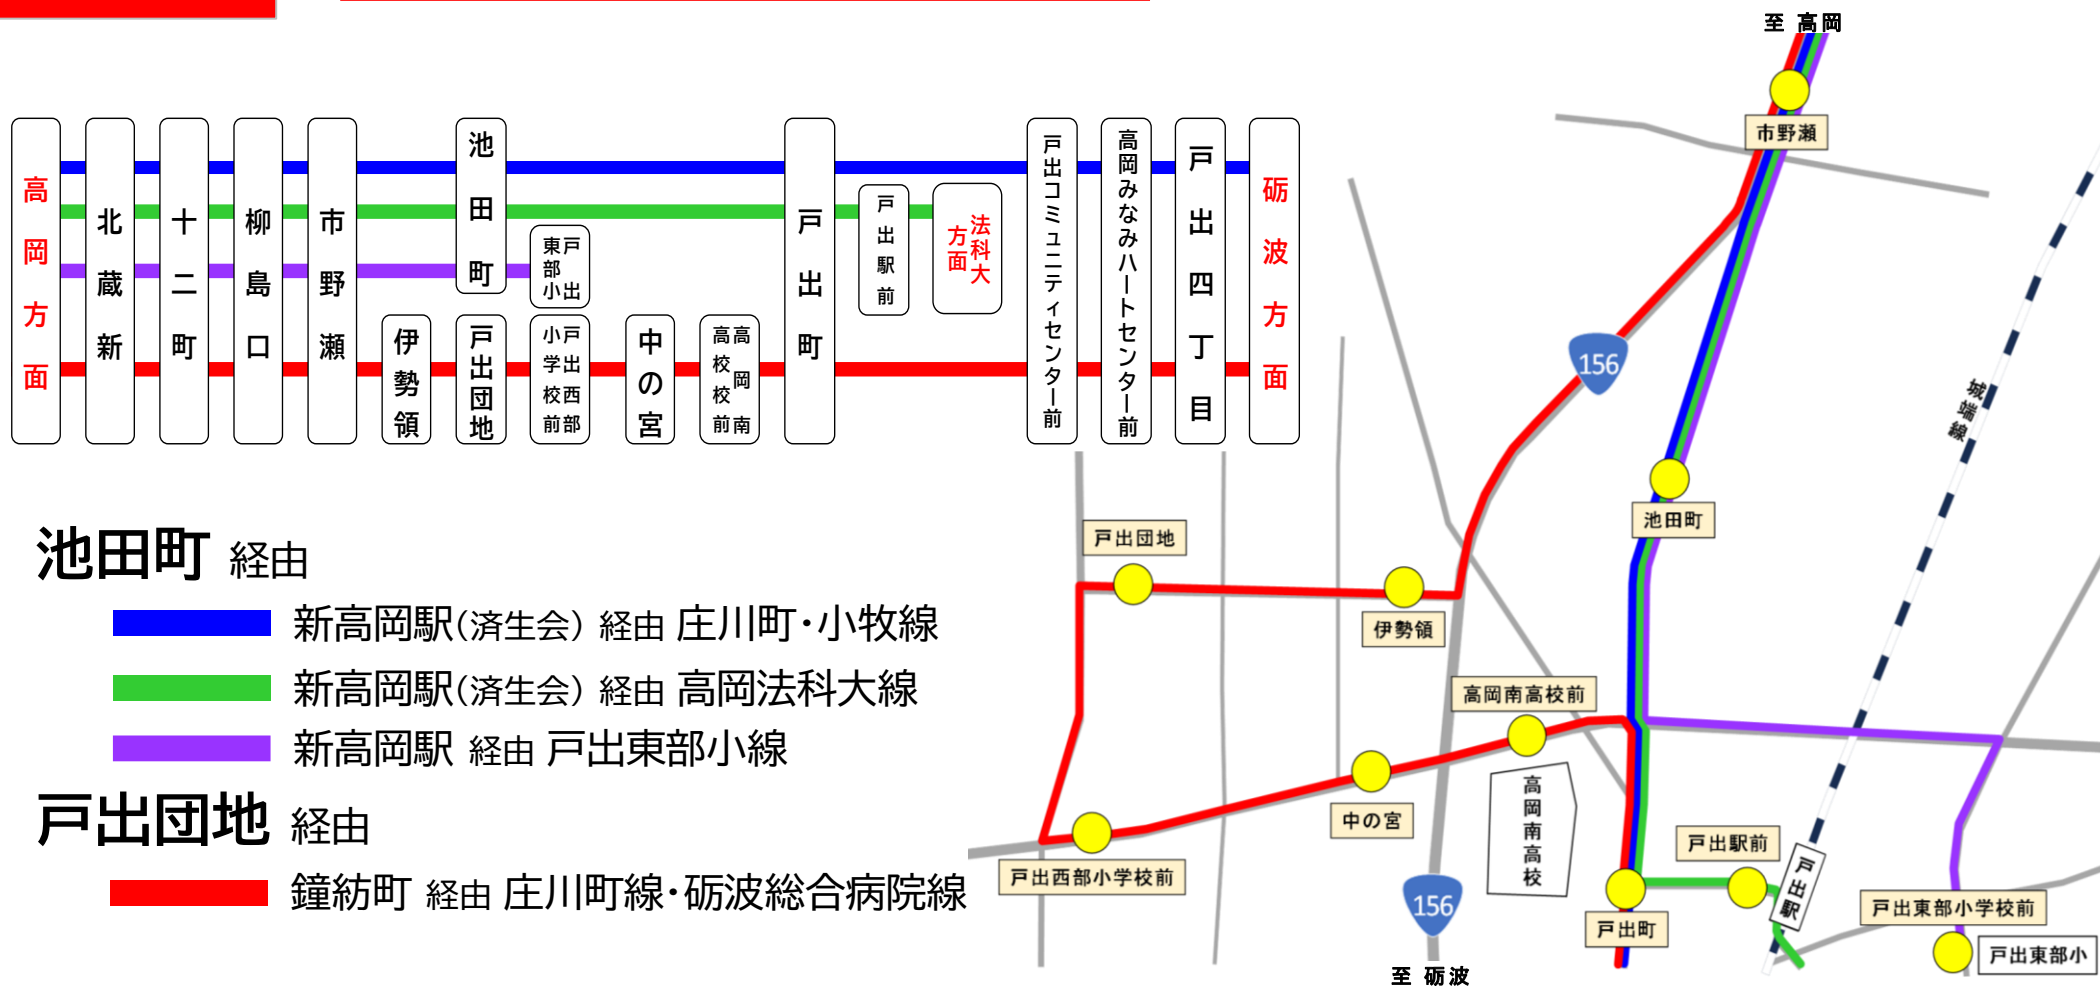 高岡方面
北蔵新
十二町
柳島口
市野瀬
池田町
戸出東部小
伊勢領
戸出団地
戸出西部小学校前
中の宮
高岡南高校校前
戸出町
戸出駅前
法科大方面
戸出コミュニティセンター前
高岡みなみハートセンター前
戸出四丁目
砺波方面
池田町 経由
新高岡駅(済生会) 経由 庄川町・小牧線
新高岡駅(済生会) 経由 高岡法科大線
新高岡駅 経由 戸出東部小線
戸出団地 経由
鐘紡町 経由 庄川町線・砺波総合病院線
至 高岡
市野瀬
156
城端線
池田町
戸出団地
伊勢領
高岡南高校前
中の宮
高岡南高校
戸出駅前
戸出駅
戸出西部小学校前
156
戸出町
戸出東部小学校前
戸出東部小
至 砺波